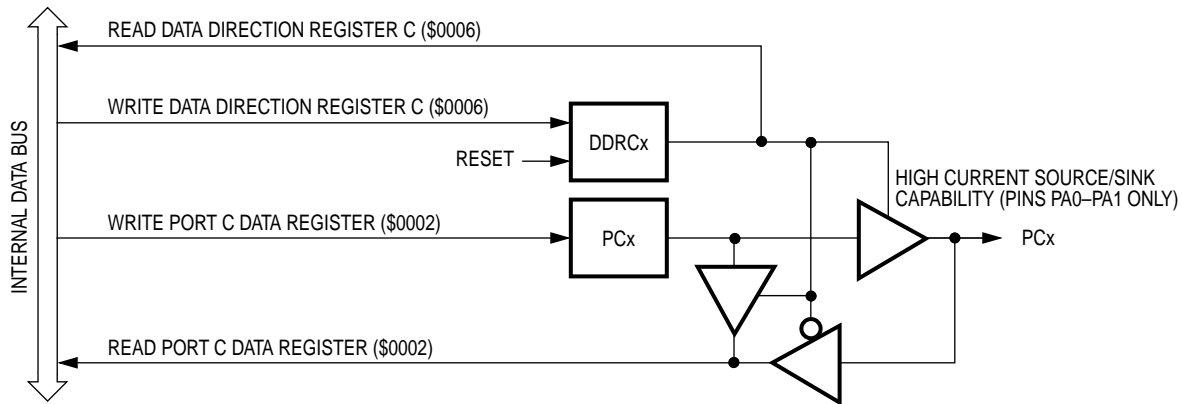 READ DATA DIRECTION REGISTER C ($0006)
WRITE DATA DIRECTION REGISTER C ($0006)
RESET
DDRCx
HIGH CURRENT SOURCE/SINK
CAPABILITY (PINS PA0–PA1 ONLY)
WRITE PORT C DATA REGISTER ($0002)
PCx
PCx
READ PORT C DATA REGISTER ($0002)
INTERNAL DATA BUS